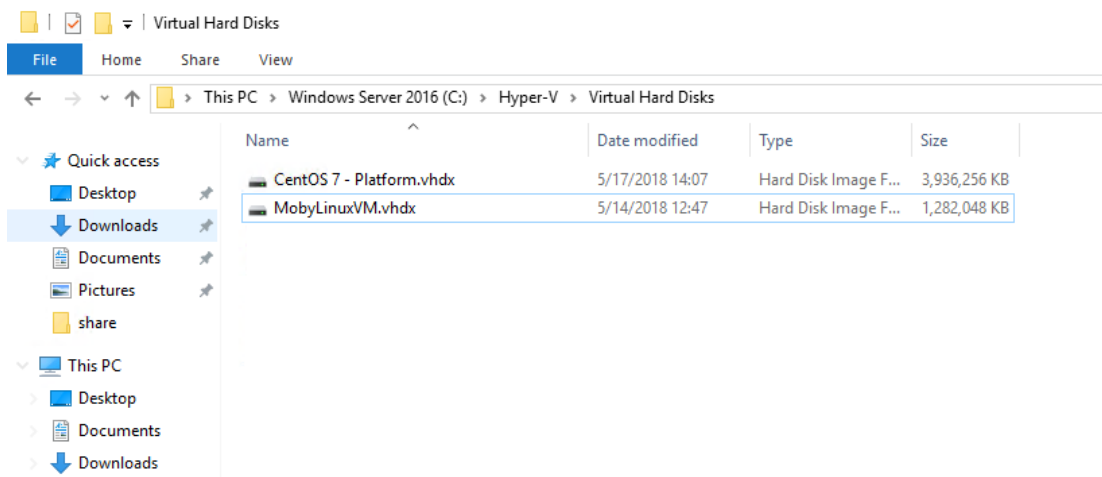 Virtual Hard Disks
File Home Share View
This PC > Windows Server 2016 (C:) > Hyper-V > Virtual Hard Disks
Name Date modified Type Size
Quick access
Desktop
Downloads
Documents
Pictures
share
This PC
Desktop
Documents
Downloads
CentOS 7 - Platform.vhdx 5/17/2018 14:07 Hard Disk Image F... 3,936,256 KB
MobyLinuxVM.vhdx 5/14/2018 12:47 Hard Disk Image F... 1,282,048 KB